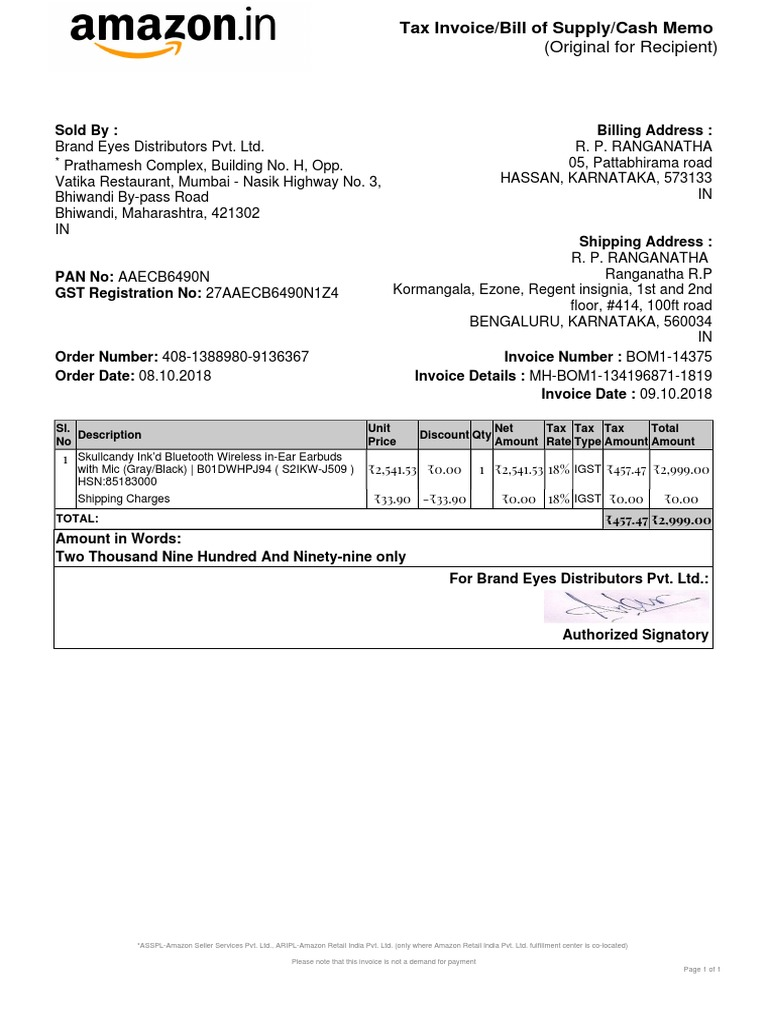 amazon.in
Tax Invoice/Bill of Supply/Cash Memo
(Original for Recipient)
Sold By :
Brand Eyes Distributors Pvt. Ltd.
* Prathamesh Complex, Building No. H, Opp.
Vatika Restaurant, Mumbai - Nasik Highway No. 3,
Bhiwandi By-pass Road
Bhiwandi, Maharashtra, 421302
IN
Billing Address :
R. P. RANGANATHA
05, Pattabhirama road
HASSAN, KARNATAKA, 573133
IN
PAN No: AAECB6490N
GST Registration No: 27AAECB6490N1Z4
Shipping Address :
R. P. RANGANATHA
Ranganatha R.P
Kormangala, Ezone, Regent insignia, 1st and 2nd
floor, #414, 100ft road
BENGALURU, KARNATAKA, 560034
IN
Order Number: 408-1388980-9136367
Order Date: 08.10.2018
Invoice Number : BOM1-14375
Invoice Details : MH-BOM1-134196871-1819
Invoice Date : 09.10.2018
Sl. No Description Unit Price Discount Qty Net Amount Tax Rate Tax Type Tax Amount Total Amount
1 Skullcandy Ink'd Bluetooth Wireless in-Ear Earbuds
with Mic (Gray/Black) | B01DWHPJ94 ( S2IKW-J509 ) ₹2,541.53 ₹0.00 1 ₹2,541.53 18% IGST ₹457.47 ₹2,999.00
HSN:85183000
Shipping Charges ₹33.90 -₹33.90 ₹0.00 18% IGST ₹0.00 ₹0.00
TOTAL: ₹457.47 ₹2,999.00
Amount in Words:
Two Thousand Nine Hundred And Ninety-nine only
For Brand Eyes Distributors Pvt. Ltd.:
Authorized Signatory
*ASSPL-Amazon Seller Services Pvt. Ltd., ARIPL-Amazon Retail India Pvt. Ltd. (only where Amazon Retail India Pvt. Ltd. fulfillment center is co-located)
Please note that this invoice is not a demand for payment
Page 1 of 1